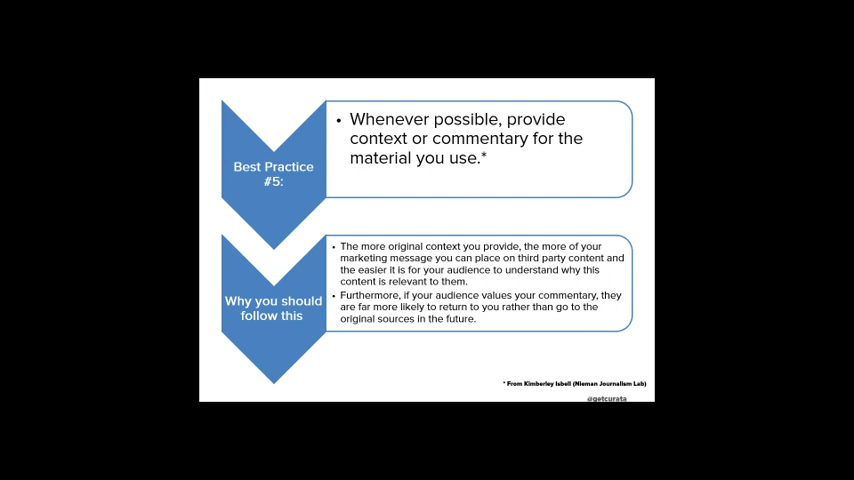 Best Practice
#5:
• Whenever possible, provide
context or commentary for the
material you use.*
Why you should
follow this
• The more original context you provide, the more of your
marketing message you can place on third party content and
the easier it is for your audience to understand why this
content is relevant to them.
• Furthermore, if your audience values your commentary, they
are far more likely to return to you rather than go to the
original sources in the future.
* From Kimberley Isbell (Nieman Journalism Lab)
@getcurata